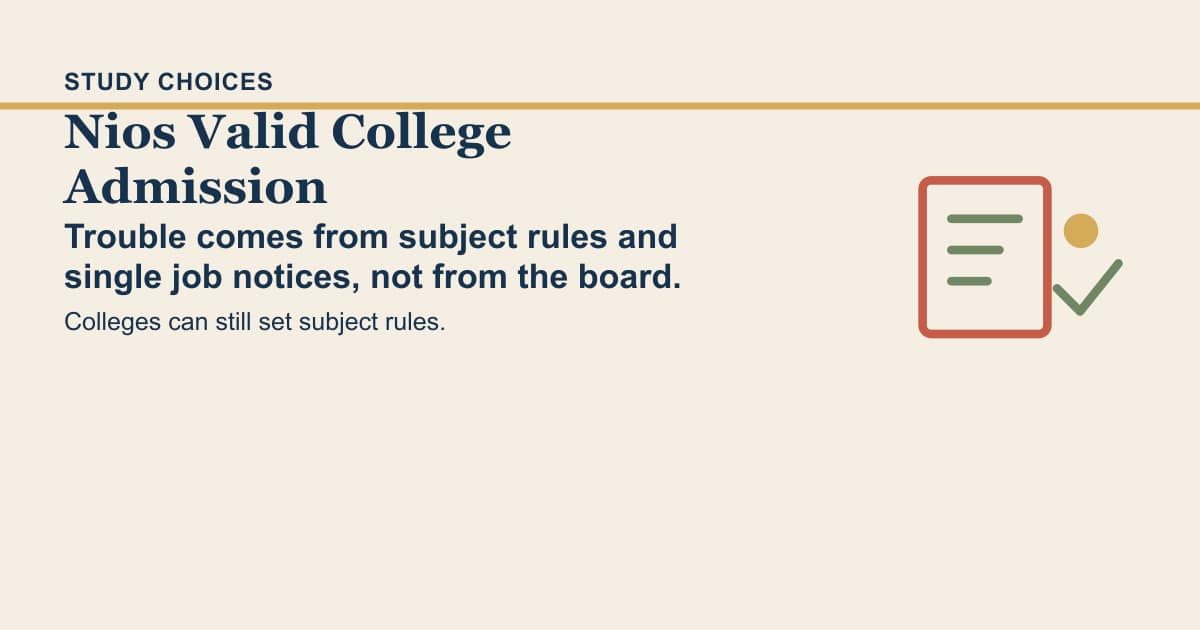 STUDY CHOICES
Nios Valid College
Admission
Trouble comes from subject rules and
single job notices, not from the board.
Colleges can still set subject rules.